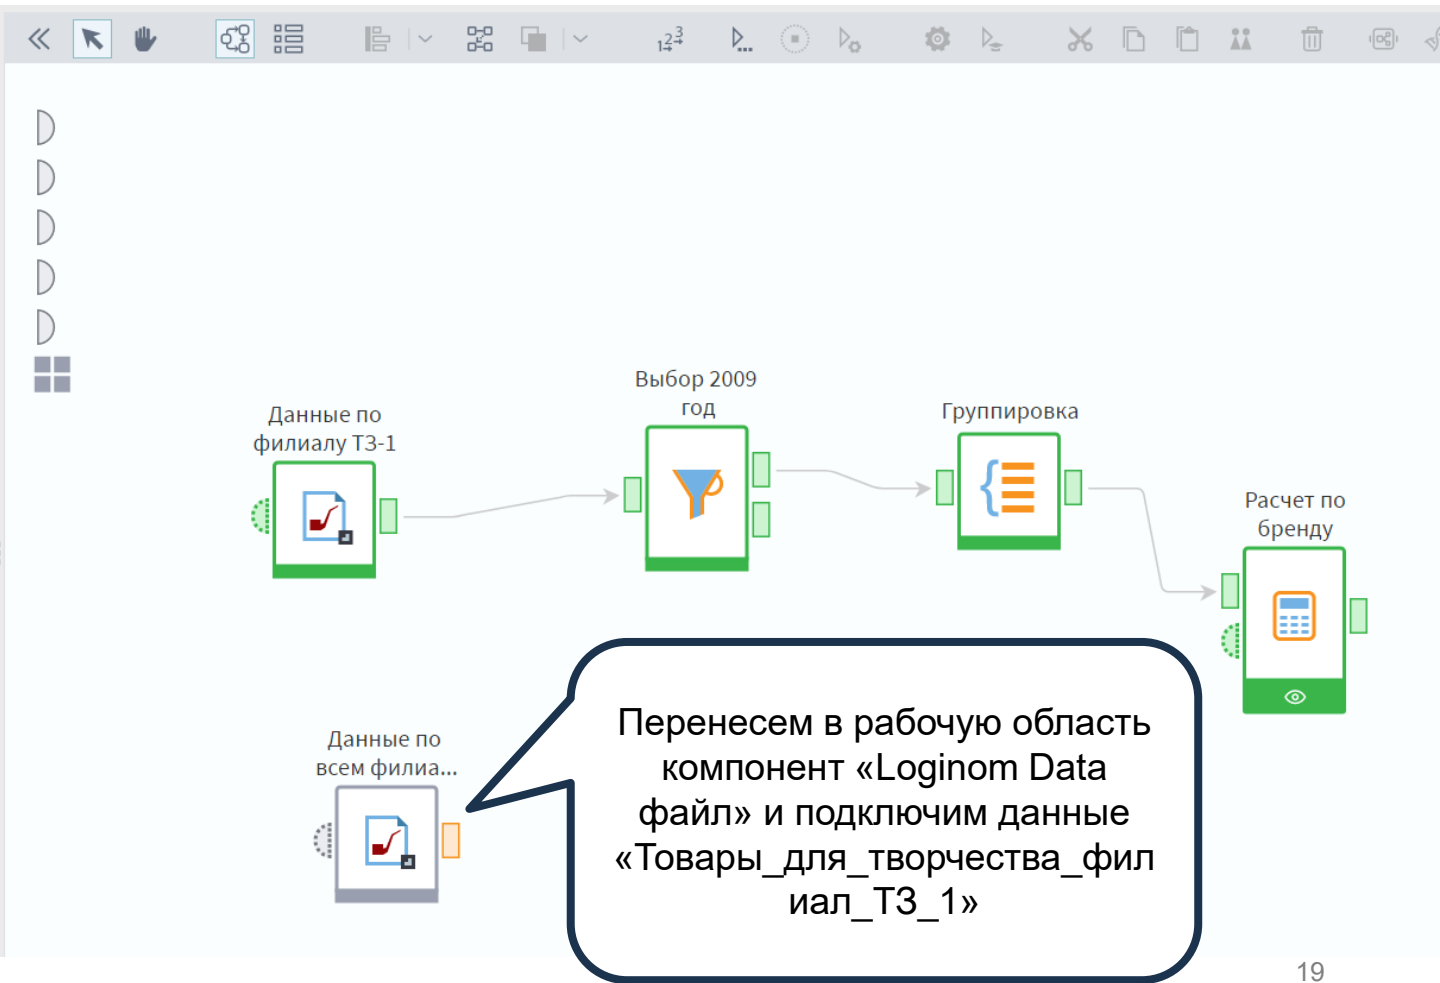 Выбор 2009
год
Данные по
филиалу ТЗ-1
Группировка
Расчет по
бренду
Данные по
всем филиа...
Перенесем в рабочую область
компонент «Loginom Data
файл» и подключим данные
«Товары_для_творчества_фил
иал_ТЗ_1»
19